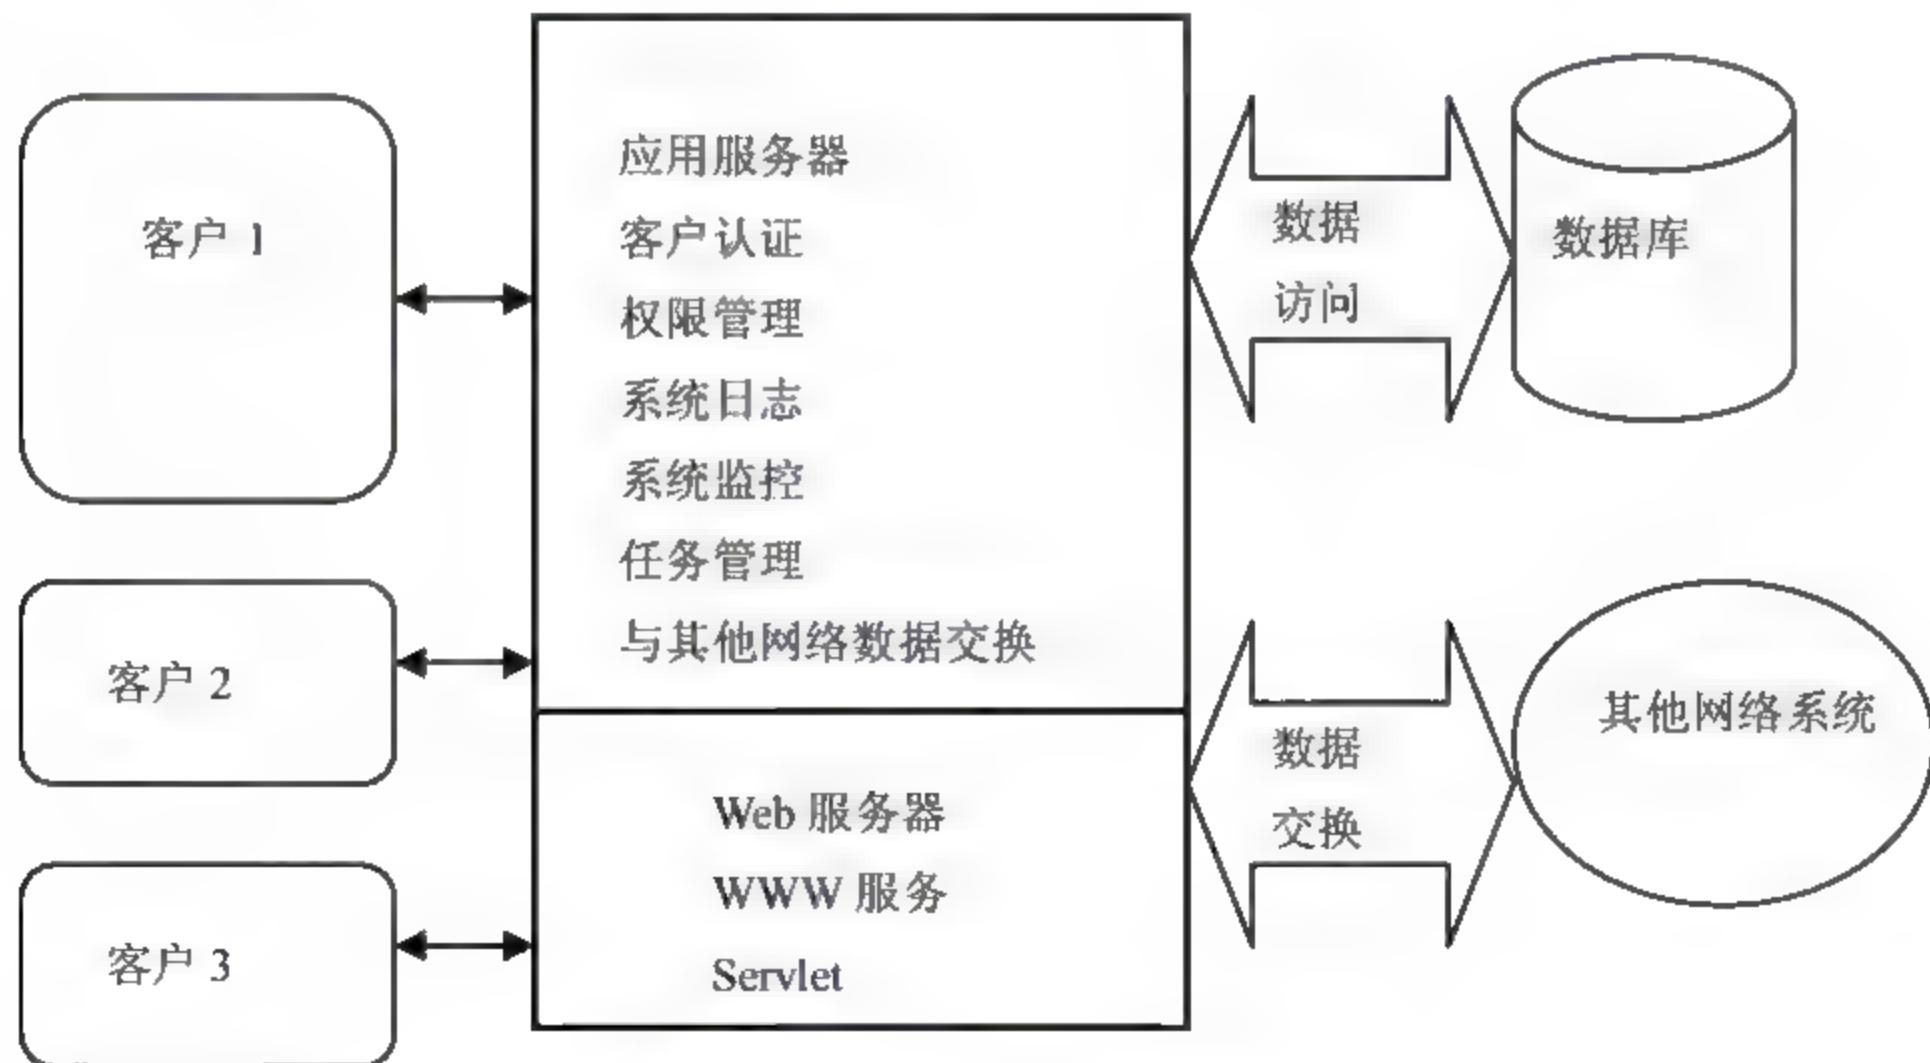 客户 1
客户 2
客户 3
应用服务器
客户认证
权限管理
系统日志
系统监控
任务管理
与其他网络数据交换
Web 服务器
WWW 服务
Servlet
数据
访问
数据库
数据
交换
其他网络系统